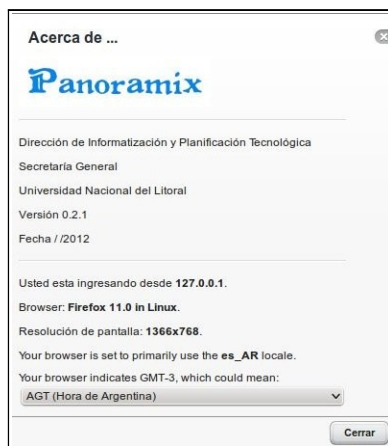 Acerca de ...
Panoramix
Dirección de Informatización y Planificación Tecnológica
Secretaría General
Universidad Nacional del Litoral
Versión 0.2.1
Fecha / /2012
Usted esta ingresando desde 127.0.0.1.
Browser: Firefox 11.0 in Linux.
Resolución de pantalla: 1366x768.
Your browser is set to primarily use the es_AR locale.
Your browser indicates GMT-3, which could mean:
AGT (Hora de Argentina)
Cerrar